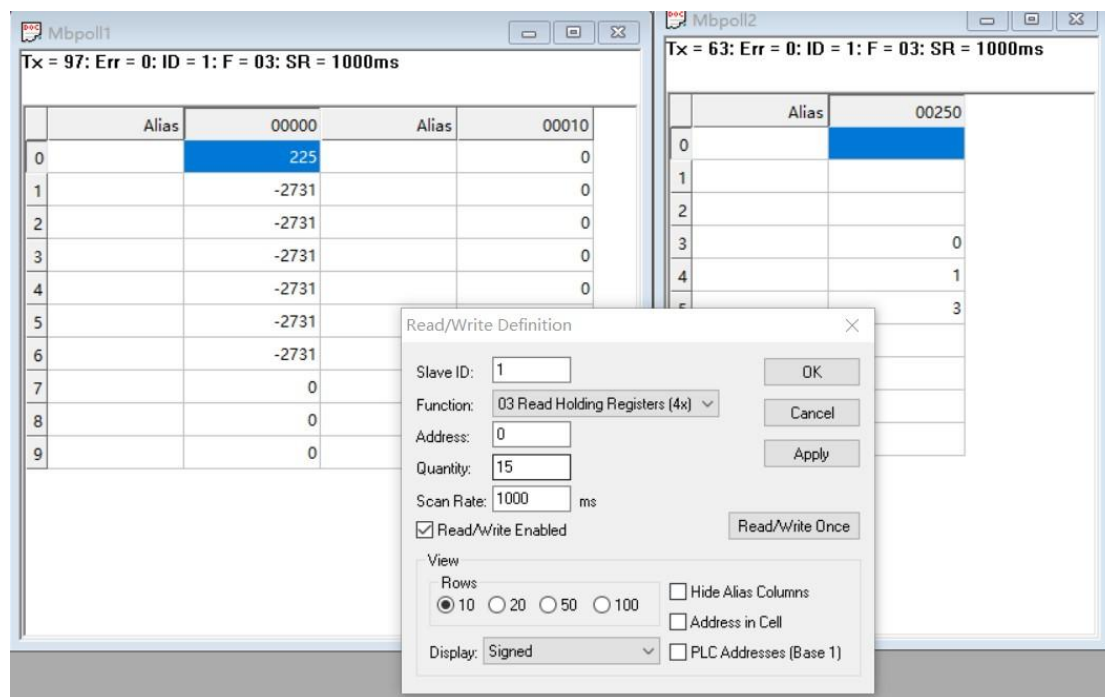 Mbpoll1
Tx = 97: Err = 0: ID = 1: F = 03: SR = 1000ms
Alias 00000 Alias 00010
0 225 0
1 -2731 0
2 -2731 0
3 -2731 0
4 -2731 0
5 -2731
6 -2731
7 0
8 0
9 0
Mbpoll2
Tx = 63: Err = 0: ID = 1: F = 03: SR = 1000ms
Alias 00250
0
1
2
3 0
4 1
5 3
Read/Write Definition
Slave ID: 1
OK
Function: 03 Read Holding Registers (4x)
Cancel
Address: 0
Quantity: 15
Apply
Scan Rate: 1000 ms
Read/Write Enabled
Read/Write Once
View
Rows
10 20 50 100
Hide Alias Columns
Address in Cell
Display: Signed
PLC Addresses (Base 1)